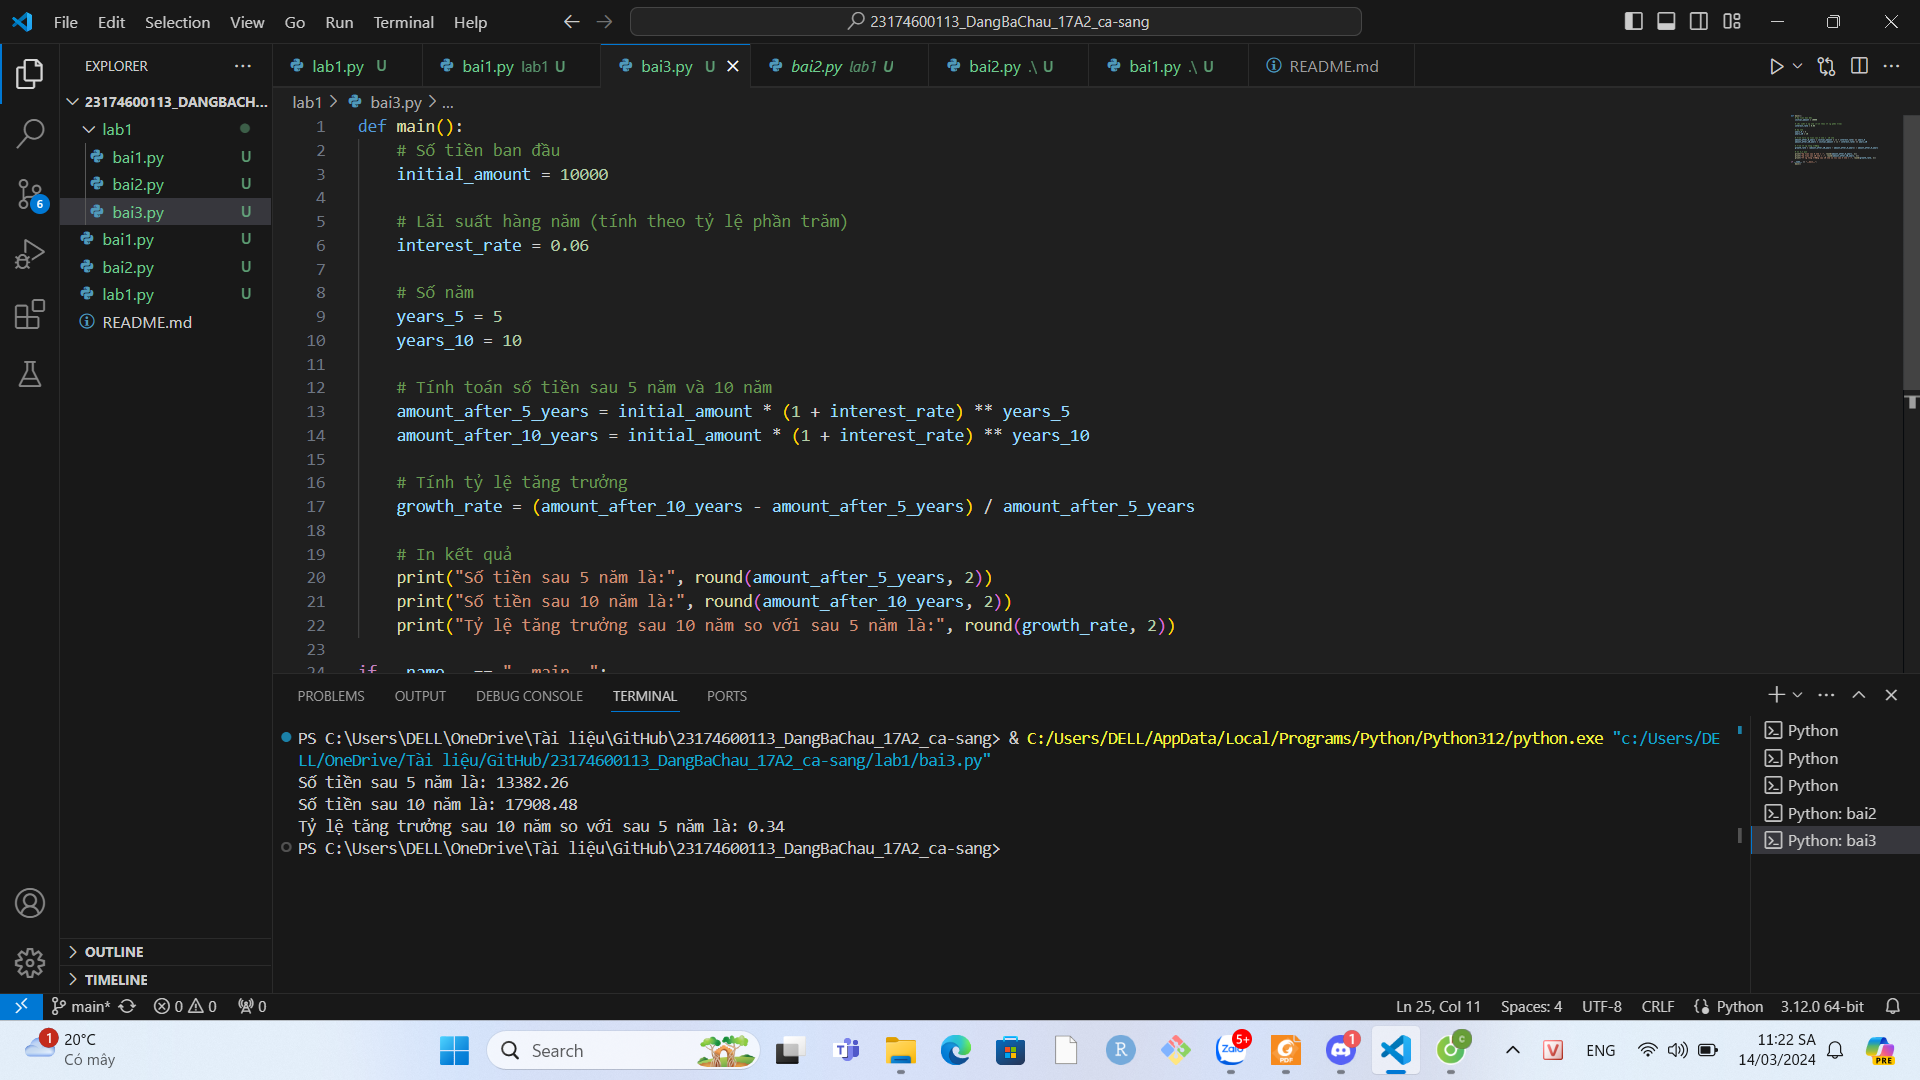 File Edit Selection View Go Run Terminal Help
23174600113_DangBaChau_17A2_ca-sang
EXPLORER
lab1.py U
bai1.py lab1 U
bai3.py U
bai2.py lab1 U
bai2.py .\ U
bai1.py .\ U
README.md
23174600113_DANGBACH...
lab1
bai1.py U
bai2.py U
bai3.py U
bai1.py U
bai2.py U
lab1.py U
README.md
6
OUTLINE
TIMELINE
lab1 > bai3.py > ...
1 def main():
2 # Số tiền ban đầu
3 initial_amount = 10000
4
5 # Lãi suất hàng năm (tính theo tỷ lệ phần trăm)
6 interest_rate = 0.06
7
8 # Số năm
9 years_5 = 5
10 years_10 = 10
11
12 # Tính toán số tiền sau 5 năm và 10 năm
13 amount_after_5_years = initial_amount * (1 + interest_rate) ** years_5
14 amount_after_10_years = initial_amount * (1 + interest_rate) ** years_10
15
16 # Tính tỷ lệ tăng trưởng
17 growth_rate = (amount_after_10_years - amount_after_5_years) / amount_after_5_years
18
19 # In kết quả
20 print("Số tiền sau 5 năm là:", round(amount_after_5_years, 2))
21 print("Số tiền sau 10 năm là:", round(amount_after_10_years, 2))
22 print("Tỷ lệ tăng trưởng sau 10 năm so với sau 5 năm là:", round(growth_rate, 2))
23
24 if __name__ == "__main__":
PROBLEMS OUTPUT DEBUG CONSOLE TERMINAL PORTS
PS C:\Users\DELL\OneDrive\Tài liệu\GitHub\23174600113_DangBaChau_17A2_ca-sang> & C:/Users/DELL/AppData/Local/Programs/Python/Python312/python.exe "c:/Users/DE
LL/OneDrive/Tài liệu/GitHub/23174600113_DangBaChau_17A2_ca-sang/lab1/bai3.py"
Số tiền sau 5 năm là: 13382.26
Số tiền sau 10 năm là: 17908.48
Tỷ lệ tăng trưởng sau 10 năm so với sau 5 năm là: 0.34
PS C:\Users\DELL\OneDrive\Tài liệu\GitHub\23174600113_DangBaChau_17A2_ca-sang>
Python
Python
Python
Python: bai2
Python: bai3
main* 0 0 0
Ln 25, Col 11 Spaces: 4 UTF-8 CRLF Python 3.12.0 64-bit
1
20°C
Có mây
Search
Zalo 5+
PDF
1
C
ENG
11:22 SA
14/03/2024
PRE